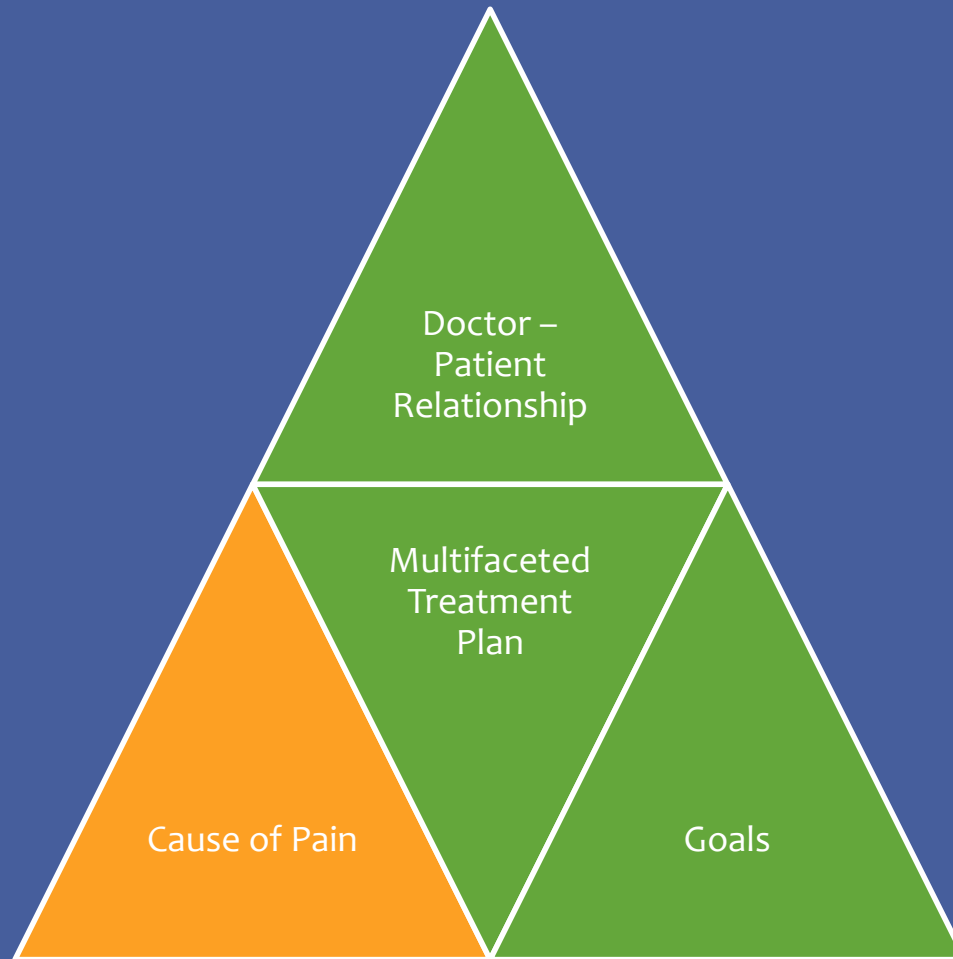 Doctor –
Patient
Relationship
Multifaceted
Treatment
Plan
Cause of Pain
Goals